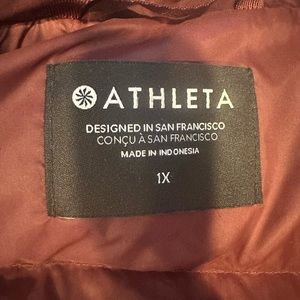 ATHLETA
DESIGNED IN SAN FRANCISCO
CONÇU À SAN FRANCISCO
MADE IN INDONESIA
1X